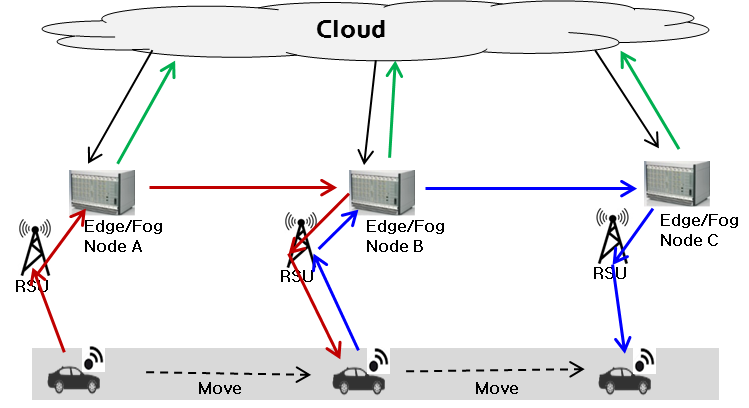 Cloud
Edge/Fog
Node A
Edge/Fog
Node B
Edge/Fog
Node C
RSU
RSU
RSU
Move
Move